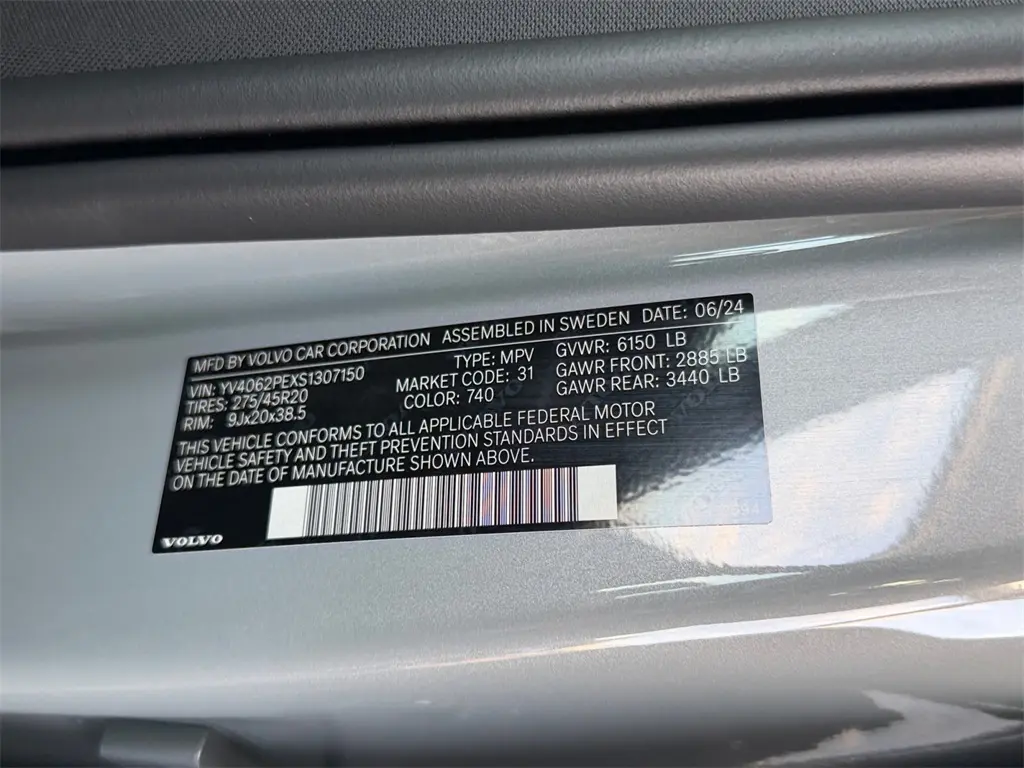 MFD BY VOLVO CAR CORPORATION ASSEMBLED IN SWEDEN DATE: 06/24
VIN: YV4062PEXS1307150 TYPE: MPV GVWR: 6150 LB
TIRES: 275/45R20 MARKET CODE: 31 GAWR FRONT: 2885 LB
RIM: 9Jx20x38.5 COLOR: 740 GAWR REAR: 3440 LB
THIS VEHICLE CONFORMS TO ALL APPLICABLE FEDERAL MOTOR
VEHICLE SAFETY AND THEFT PREVENTION STANDARDS IN EFFECT
ON THE DATE OF MANUFACTURE SHOWN ABOVE.
VOLVO